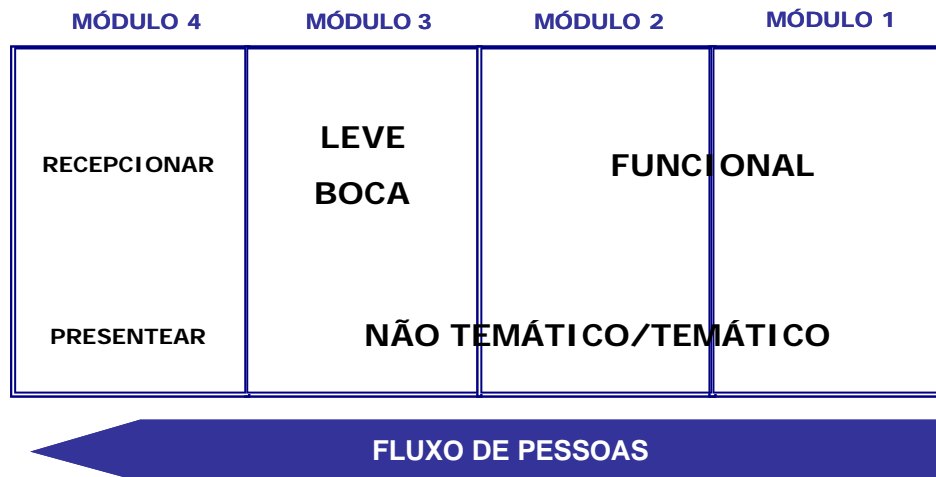 MÓDULO 4 MÓDULO 3 MÓDULO 2 MÓDULO 1
LEVE
RECEPCIONAR FUNCIONAL
BOCA
PRESENTEAR NÃO TEMÁTICO/TEMÁTICO
FLUXO DE PESSOAS